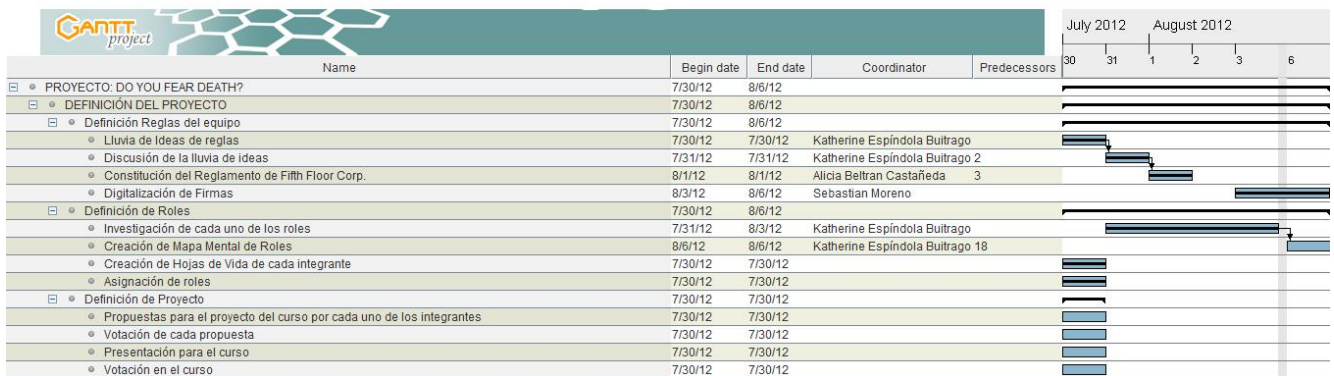 GANTT project
July 2012 August 2012
Name Begin date End date Coordinator Predecessors 30 31 1 2 3 6
PROYECTO: DO YOU FEAR DEATH? 7/30/12 8/6/12
DEFINICIÓN DEL PROYECTO 7/30/12 8/6/12
Definición Reglas del equipo 7/30/12 8/6/12
Lluvia de Ideas de reglas 7/30/12 7/30/12 Katherine Espíndola Buitrago
Discusión de la lluvia de ideas 7/31/12 7/31/12 Katherine Espíndola Buitrago 2
Constitución del Reglamento de Fifth Floor Corp. 8/1/12 8/1/12 Alicia Beltran Castañeda 3
Digitalización de Firmas 8/3/12 8/6/12 Sebastian Moreno
Definición de Roles 7/30/12 8/6/12
Investigación de cada uno de los roles 7/31/12 8/3/12 Katherine Espíndola Buitrago
Creación de Mapa Mental de Roles 8/6/12 8/6/12 Katherine Espíndola Buitrago 18
Creación de Hojas de Vida de cada integrante 7/30/12 7/30/12
Asignación de roles 7/30/12 7/30/12
Definición de Proyecto 7/30/12 7/30/12
Propuestas para el proyecto del curso por cada uno de los integrantes 7/30/12 7/30/12
Votación de cada propuesta 7/30/12 7/30/12
Presentación para el curso 7/30/12 7/30/12
Votación en el curso 7/30/12 7/30/12